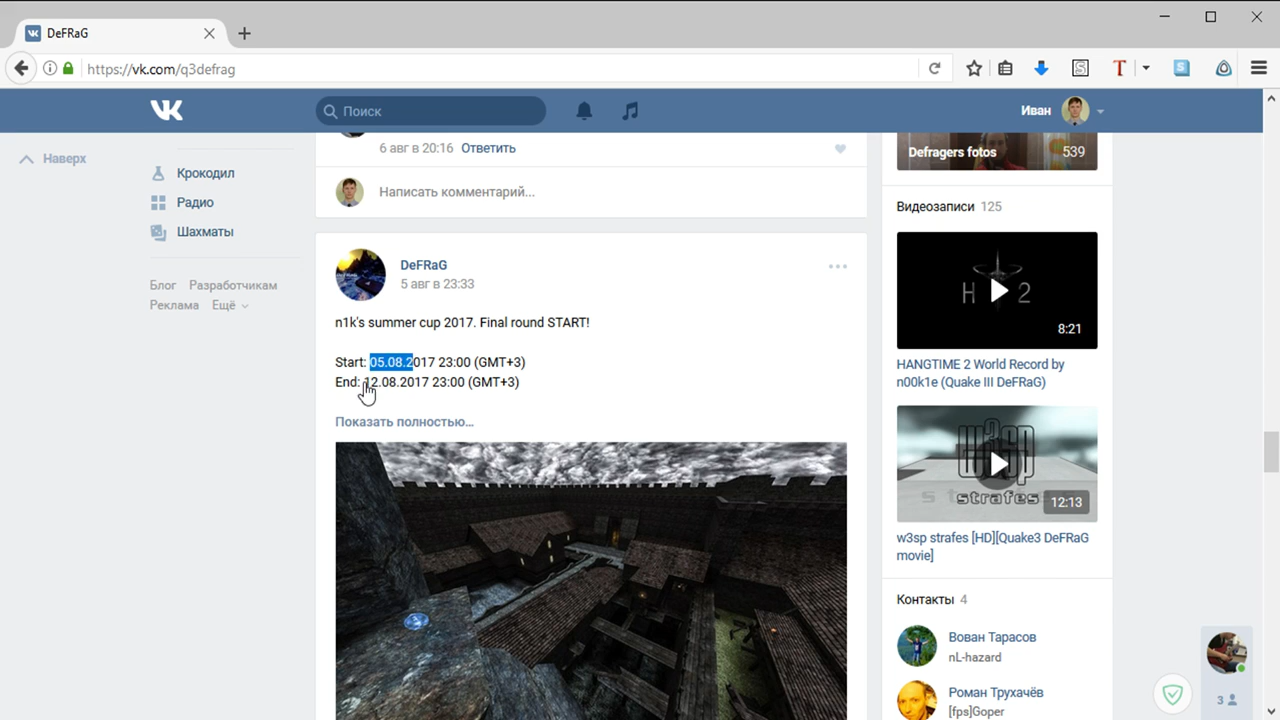 DeFRaG
https://vk.com/q3defrag
Поиск
Иван
Наверх
Крокодил
Радио
Шахматы
Блог Разработчикам
Реклама Ещё
6 авг в 20:16 Ответить
Написать комментарий...
DeFRaG
5 авг в 23:33
n1k's summer cup 2017. Final round START!
Start: 05.08.2017 23:00 (GMT+3)
End: 12.08.2017 23:00 (GMT+3)
Показать полностью...
Defragers fotos 539
Видеозаписи 125
H 2
8:21
HANGTIME 2 World Record by
n00k1e (Quake III DeFRaG)
w3sp
strafes
12:13
w3sp strafes [HD][Quake3 DeFRaG
movie]
Контакты 4
Вован Тарасов
nL-hazard
Роман Трухачёв
[fps]Goper
3